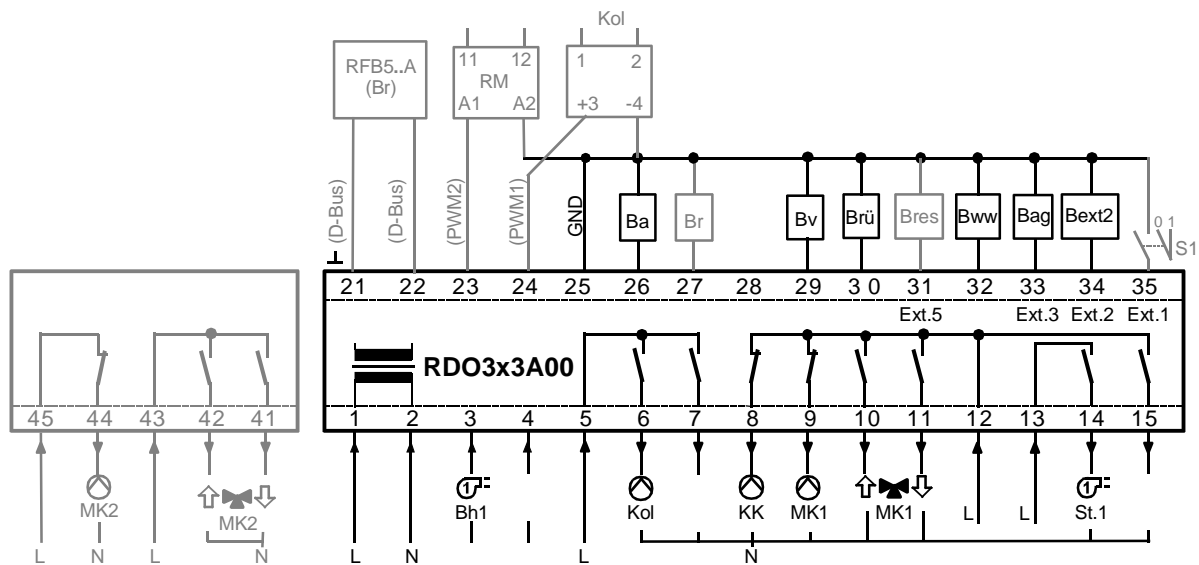 Kol
11 12
1 2
RFB5..A
(Br)
RM
A1 A2
+3 -4
(D-Bus)
(D-Bus)
(PWM2)
(PWM1)
GND
Ba
Br
Bv
Brü
Bres
Bww
Bag
Bext2
0 1
S1
21 22 23 24 25 26 27 28 29 30 31 32 33 34 35
Ext.5 Ext.3 Ext.2 Ext.1
RDO3x3A00
45 44 43 42 41
1 2 3 4 5 6 7 8 9 10 11 12 13 14 15
1
1
MK2
MK2
Bh1
Kol
KK
MK1
MK1
L
L
St.1
L N L N
L N L N